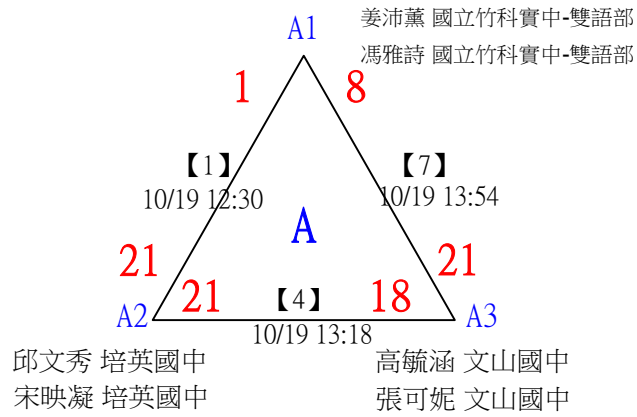 姜沛薰 國立竹科實中-雙語部
A1
馮雅詩 國立竹科實中-雙語部
1 8
【1】 【7】
10/19 12:30 10/19 13:54
A
21 21
21 【4】 18
A2 A3
10/19 13:18
邱文秀 培英國中 高毓涵 文山國中
宋映凝 培英國中 張可妮 文山國中